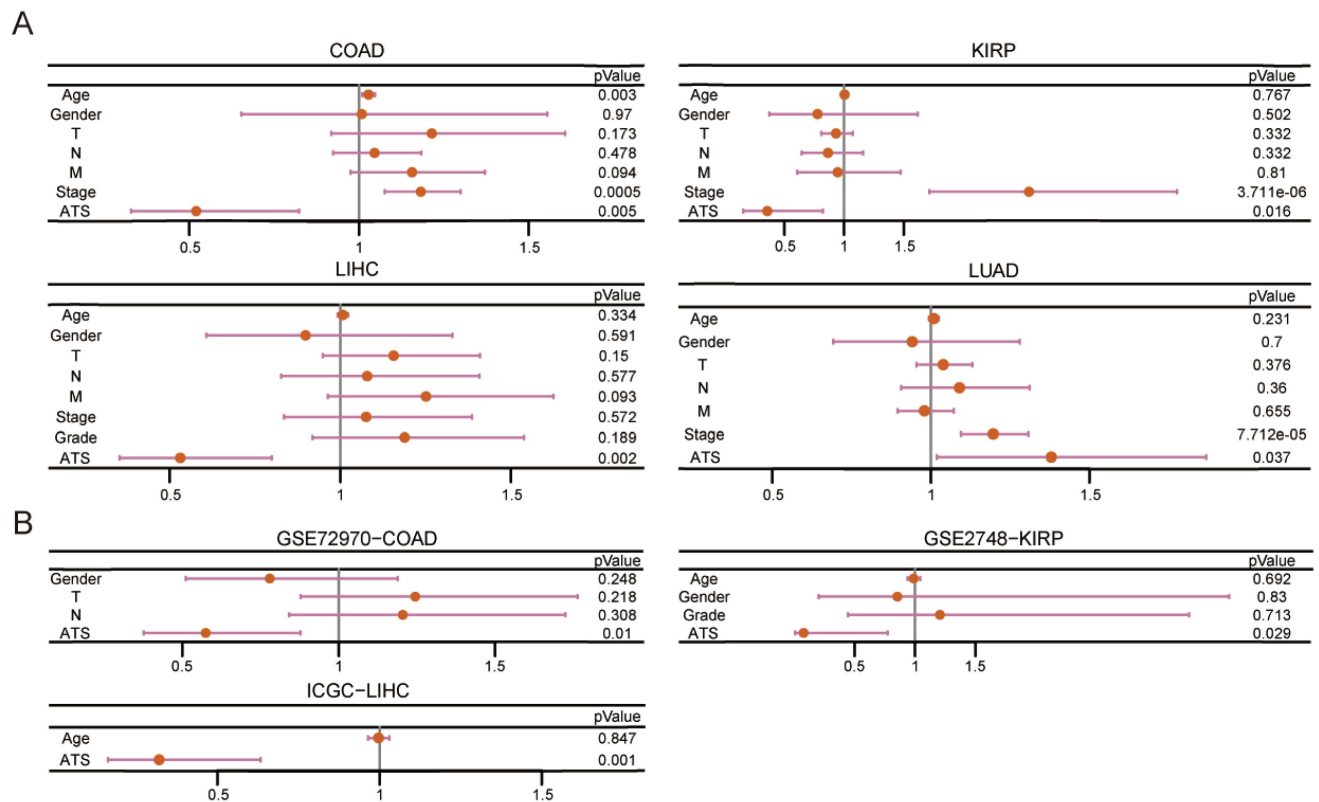 A
COAD
pValue
Age 0.003
Gender 0.97
T 0.173
N 0.478
M 0.094
Stage 0.0005
ATS 0.005
0.5 1 1.5
KIRP
pValue
Age 0.767
Gender 0.502
T 0.332
N 0.332
M 0.81
Stage 3.711e-06
ATS 0.016
0.5 1 1.5
LIHC
pValue
Age 0.334
Gender 0.591
T 0.15
N 0.577
M 0.093
Stage 0.572
Grade 0.189
ATS 0.002
0.5 1 1.5
LUAD
pValue
Age 0.231
Gender 0.7
T 0.376
N 0.36
M 0.655
Stage 7.712e-05
ATS 0.037
0.5 1 1.5
B
GSE72970−COAD
pValue
Gender 0.248
T 0.218
N 0.308
ATS 0.01
0.5 1 1.5
GSE2748−KIRP
pValue
Age 0.692
Gender 0.83
Grade 0.713
ATS 0.029
0.5 1 1.5
ICGC−LIHC
pValue
Age 0.847
ATS 0.001
0.5 1 1.5